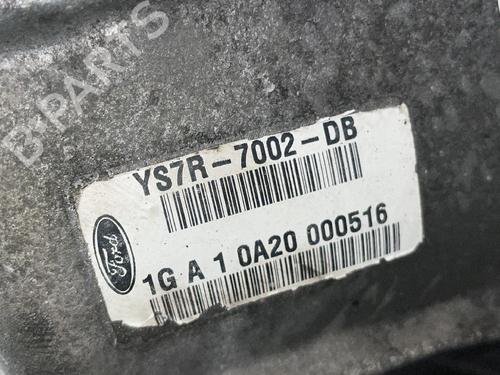 B-PARTS
YS7R-7002-DB
Ford
1G A 1 0A20 000516